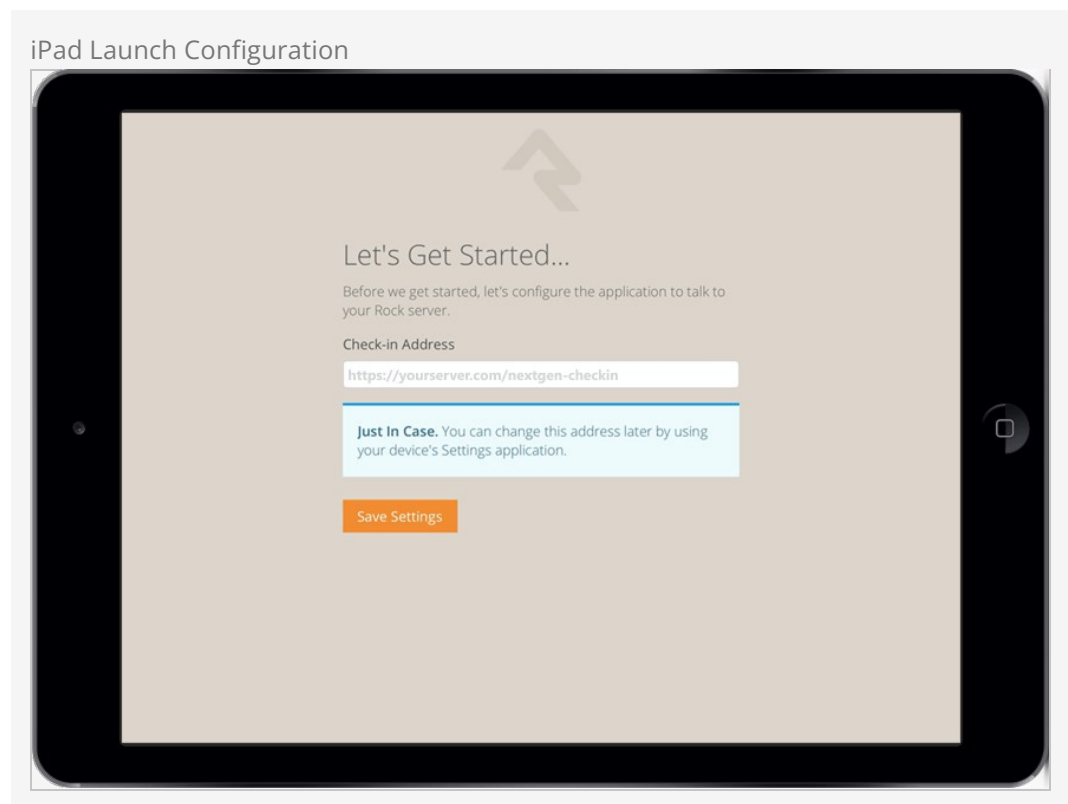 iPad Launch Configuration
Let's Get Started...
Before we get started, let's configure the application to talk to
your Rock server.
Check-in Address
https://yourserver.com/nextgen-checkin
Just In Case. You can change this address later by using
your device's Settings application.
Save Settings